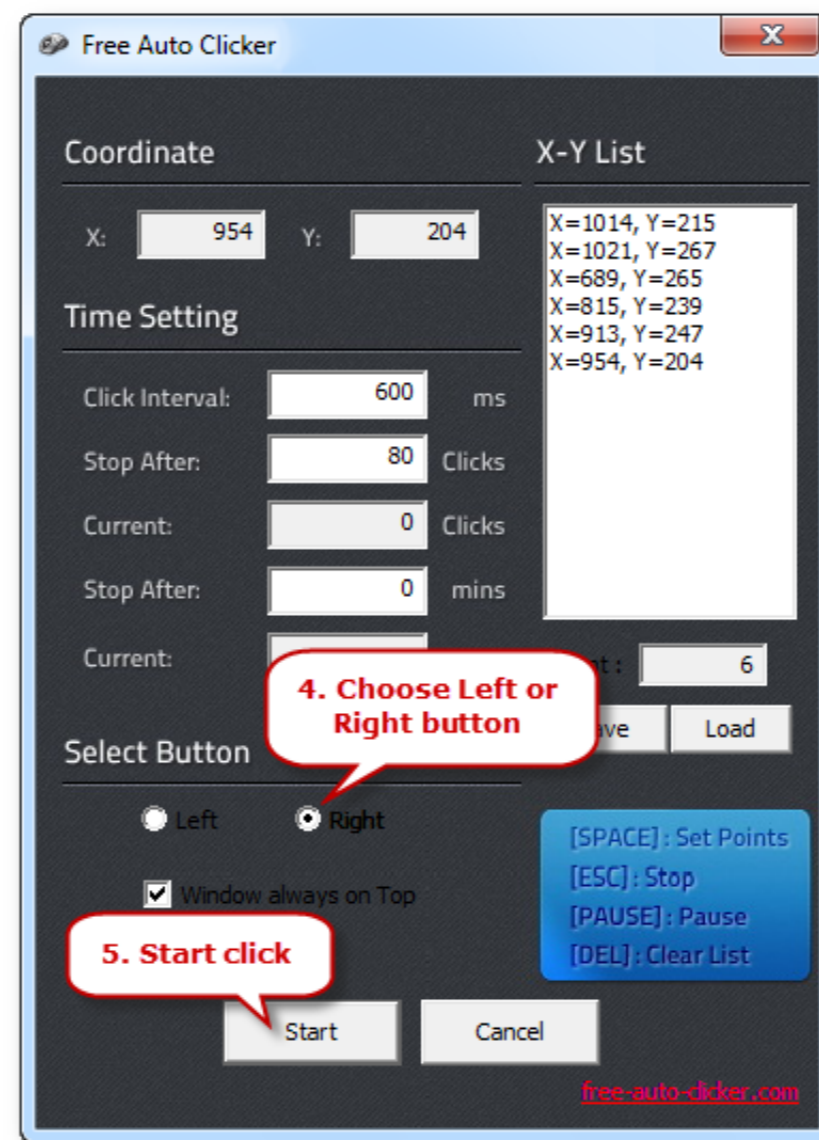 Free Auto Clicker
Coordinate
X: 954 Y: 204
Time Setting
Click Interval: 600 ms
Stop After: 80 Clicks
Current: 0 Clicks
Stop After: 0 mins
Current:
4. Choose Left or
Right button
Select Button
Left Right
Window always on Top
5. Start click
Start Cancel
X-Y List
X=1014, Y=215
X=1021, Y=267
X=689, Y=265
X=815, Y=239
X=913, Y=247
X=954, Y=204
6
Load
[SPACE] : Set Points
[ESC] : Stop
[PAUSE] : Pause
[DEL] : Clear List
free-auto-clicker.com